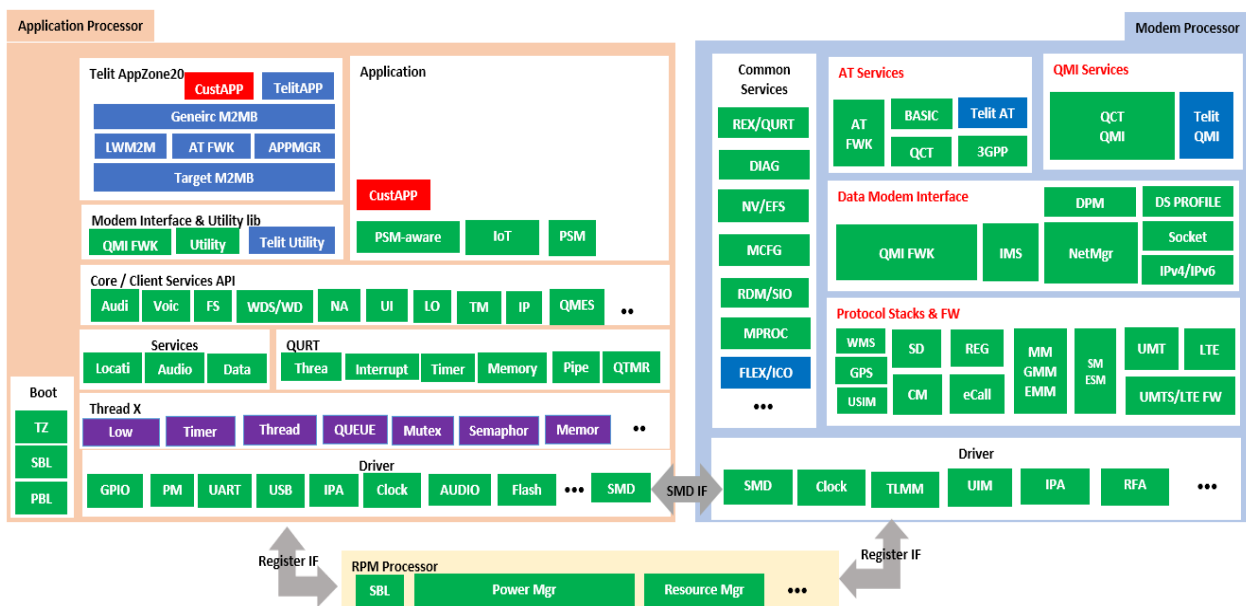 Application Processor
Telit AppZone20
CustAPP
TelitAPP
Geneirc M2MB
LWM2M
AT FWK
APPMGR
Target M2MB
Modem Interface & Utility lib
QMI FWK
Utility
Telit Utility
Application
CustAPP
PSM-aware
IoT
PSM
Core / Client Services API
Audi
Voic
FS
WDS/WD
NA
UI
LO
TM
IP
QMES
••
Services
Locati
Audio
Data
QURT
Threa
Interrupt
Timer
Memory
Pipe
QTMR
Boot
TZ
SBL
PBL
Thread X
Low
Timer
Thread
QUEUE
Mutex
Semaphor
Memor
••
Driver
GPIO
PM
UART
USB
IPA
Clock
AUDIO
Flash
•••
SMD
SMD IF
Modem Processor
Common
Services
REX/QURT
DIAG
NV/EFS
MCFG
RDM/SIO
MPROC
FLEX/ICO
•••
AT Services
AT
FWK
BASIC
Telit AT
QCT
3GPP
QMI Services
QCT
QMI
Telit
QMI
Data Modem Interface
QMI FWK
IMS
DPM
NetMgr
DS PROFILE
Socket
IPv4/IPv6
Protocol Stacks & FW
WMS
GPS
USIM
SD
CM
REG
eCall
MM
GMM
EMM
SM
ESM
UMT
LTE
UMTS/LTE FW
Driver
SMD
Clock
TLMM
UIM
IPA
RFA
•••
Register IF
Register IF
RPM Processor
SBL
Power Mgr
Resource Mgr
•••